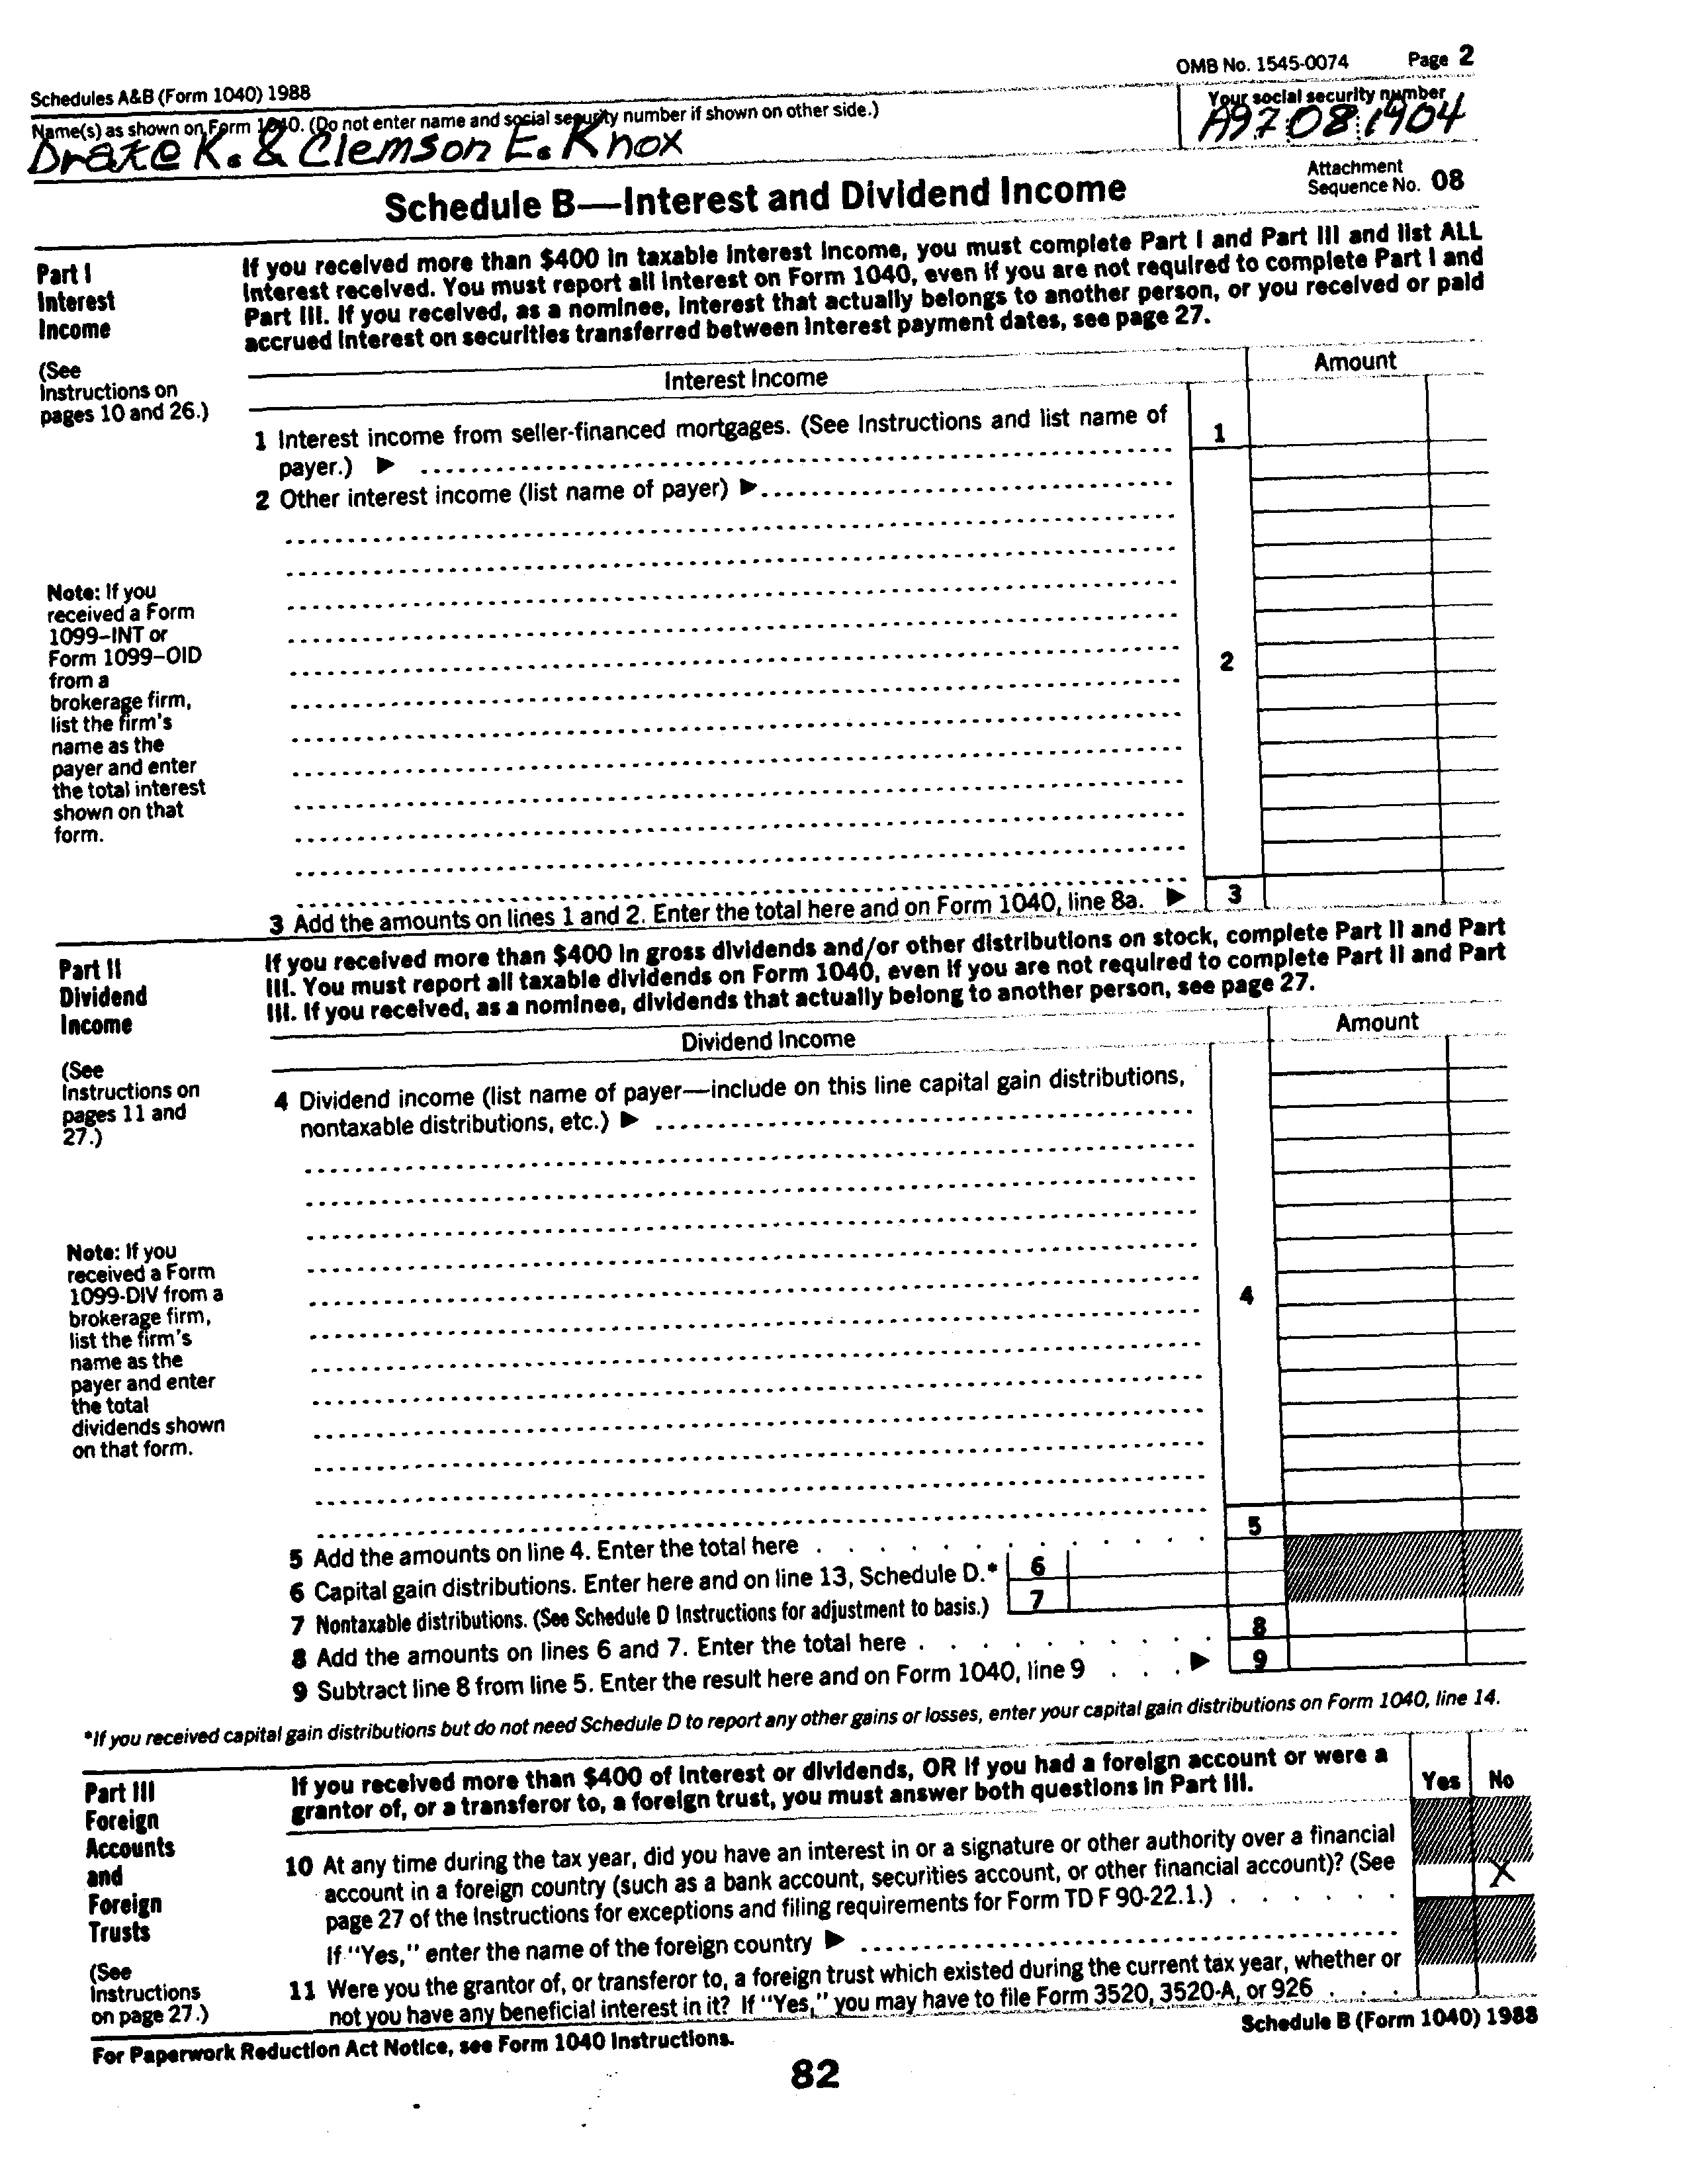 Schedules A&B (Form 1040) 1988
OMB No. 1545-0074
Page 2
Name(s) as shown on Form 1040. (Do not enter name and social security number if shown on other side.)
Your social security number
Drake K. & Clemson E. Knox
A97 08 1904
Schedule B—Interest and Dividend Income
Attachment
Sequence No. 08
Part I
Interest
Income
(See
Instructions on
pages 10 and 26.)
If you received more than $400 in taxable interest income, you must complete Part I and Part III and list ALL
interest received. You must report all interest on Form 1040, even if you are not required to complete Part I and
Part III. If you received, as a nominee, interest that actually belongs to another person, or you received or paid
accrued interest on securities transferred between interest payment dates, see page 27.
Interest Income
Amount
1 Interest income from seller-financed mortgages. (See Instructions and list name of
payer.) ▶
1
2 Other interest income (list name of payer) ▶
Note: If you
received a Form
1099–INT or
Form 1099–OID
from a
brokerage firm,
list the firm's
name as the
payer and enter
the total interest
shown on that
form.
2
3 Add the amounts on lines 1 and 2. Enter the total here and on Form 1040, line 8a. ▶
3
Part II
Dividend
Income
(See
Instructions on
pages 11 and
27.)
If you received more than $400 in gross dividends and/or other distributions on stock, complete Part II and Part
III. You must report all taxable dividends on Form 1040, even if you are not required to complete Part II and Part
III. If you received, as a nominee, dividends that actually belong to another person, see page 27.
Dividend Income
Amount
4 Dividend income (list name of payer—include on this line capital gain distributions,
nontaxable distributions, etc.) ▶
Note: If you
received a Form
1099-DIV from a
brokerage firm,
list the firm's
name as the
payer and enter
the total
dividends shown
on that form.
4
5 Add the amounts on line 4. Enter the total here
5
6 Capital gain distributions. Enter here and on line 13, Schedule D.*
6
7 Nontaxable distributions. (See Schedule D Instructions for adjustment to basis.)
7
8 Add the amounts on lines 6 and 7. Enter the total here
8
9 Subtract line 8 from line 5. Enter the result here and on Form 1040, line 9 ▶
9
*If you received capital gain distributions but do not need Schedule D to report any other gains or losses, enter your capital gain distributions on Form 1040, line 14.
Part III
Foreign
Accounts
and
Foreign
Trusts
(See
Instructions
on page 27.)
If you received more than $400 of interest or dividends, OR if you had a foreign account or were a
grantor of, or a transferor to, a foreign trust, you must answer both questions in Part III.
Yes No
10 At any time during the tax year, did you have an interest in or a signature or other authority over a financial
account in a foreign country (such as a bank account, securities account, or other financial account)? (See
page 27 of the Instructions for exceptions and filing requirements for Form TD F 90-22.1.)
X
If "Yes," enter the name of the foreign country ▶
11 Were you the grantor of, or transferor to, a foreign trust which existed during the current tax year, whether or
not you have any beneficial interest in it? If "Yes," you may have to file Form 3520, 3520-A, or 926
For Paperwork Reduction Act Notice, see Form 1040 Instructions.
Schedule B (Form 1040) 1988
82